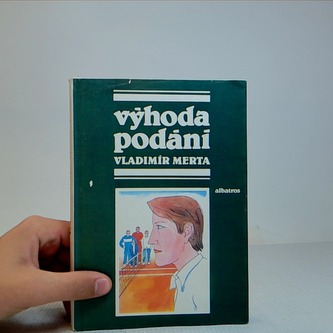 výhoda
podání
VLADIMÍR MERTA
albatros